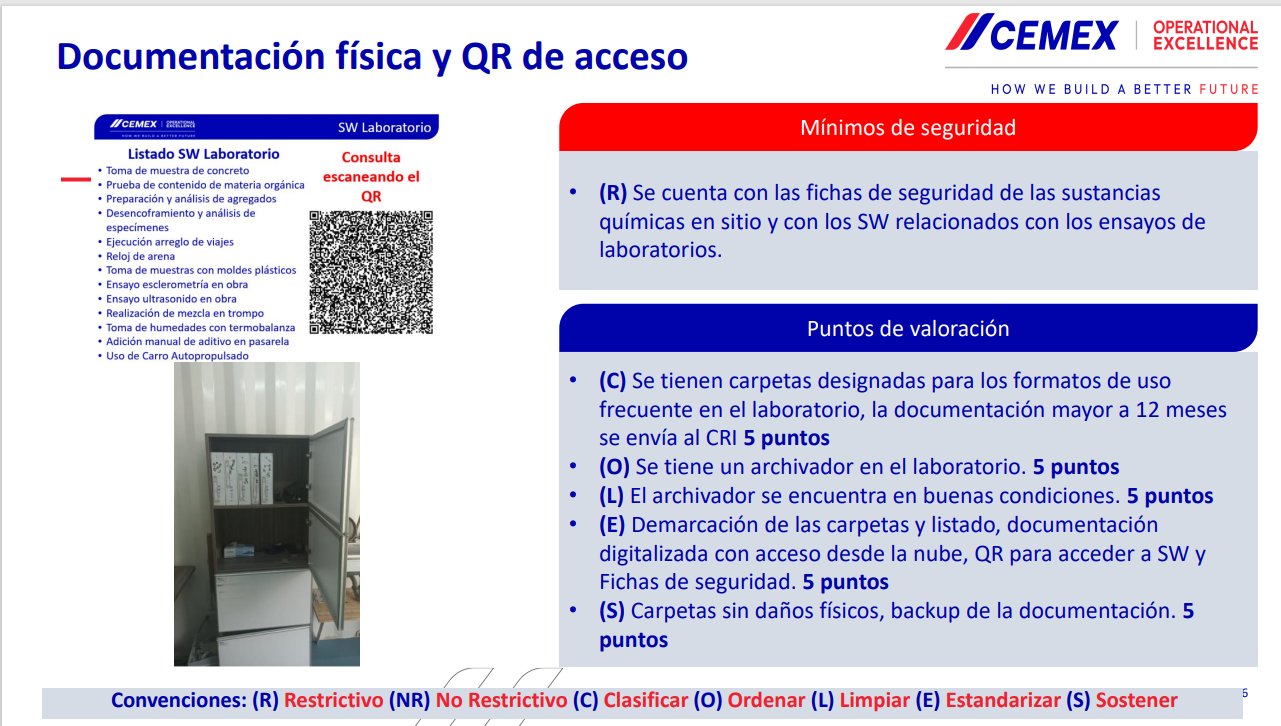 Documentación física y QR de acceso
CEMEX
OPERATIONAL
EXCELLENCE
HOW WE BUILD A BETTER FUTURE
CEMEX
OPERATIONAL
EXCELLENCE
HOW WE BUILD A BETTER FUTURE
SW Laboratorio
Listado SW Laboratorio
• Toma de muestra de concreto
• Prueba de contenido de materia orgánica
• Preparación y análisis de agregados
• Desencoframiento y análisis de
especímenes
• Ejecución arreglo de viajes
• Reloj de arena
• Toma de muestras con moldes plásticos
• Ensayo esclerometría en obra
• Ensayo ultrasonido en obra
• Realización de mezcla en trompo
• Toma de humedades con termobalanza
• Adición manual de aditivo en pasarela
• Uso de Carro Autopropulsado
Consulta
escaneando el
QR
Mínimos de seguridad
• (R) Se cuenta con las fichas de seguridad de las sustancias
químicas en sitio y con los SW relacionados con los ensayos de
laboratorios.
Puntos de valoración
• (C) Se tienen carpetas designadas para los formatos de uso
frecuente en el laboratorio, la documentación mayor a 12 meses
se envía al CRI 5 puntos
• (O) Se tiene un archivador en el laboratorio. 5 puntos
• (L) El archivador se encuentra en buenas condiciones. 5 puntos
• (E) Demarcación de las carpetas y listado, documentación
digitalizada con acceso desde la nube, QR para acceder a SW y
Fichas de seguridad. 5 puntos
• (S) Carpetas sin daños físicos, backup de la documentación. 5
puntos
Convenciones: (R) Restrictivo (NR) No Restrictivo (C) Clasificar (O) Ordenar (L) Limpiar (E) Estandarizar (S) Sostener
6